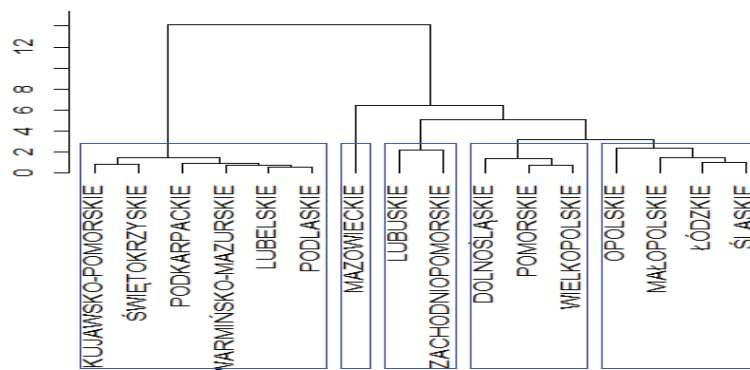 12
8
6
4
2
0
KUJAWSKO-POMORSKIE
ŚWIĘTOKRZYSKIE
PODKARPACKIE
WARMIŃSKO-MAZURSKIE
LUBELSKIE
PODLASKIE
MAZOWIECKIE
LUBUSKIE
ZACHODNIOPOMORSKIE
DOLNOŚLĄSKIE
POMORSKIE
WIELKOPOLSKIE
OPOLSKIE
MAŁOPOLSKIE
ŁÓDZKIE
ŚLĄSKIE